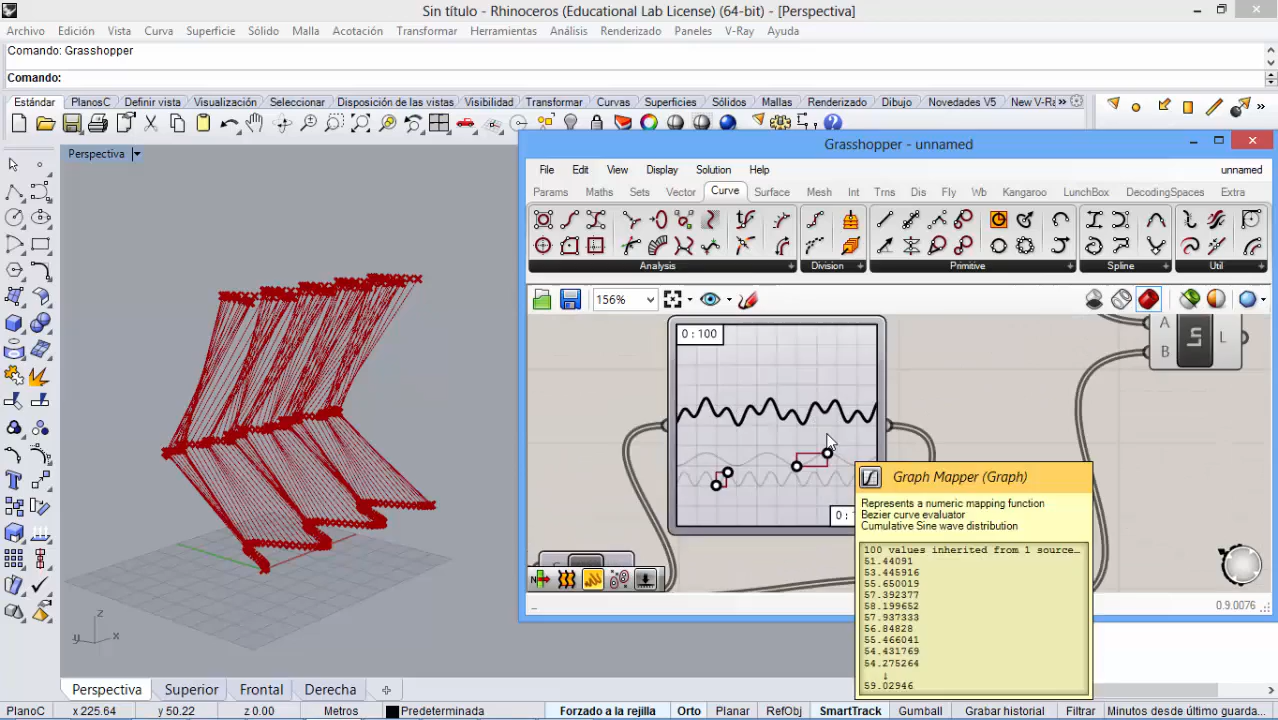 Sin título - Rhinoceros (Educational Lab License) (64-bit) - [Perspectiva]
Archivo Edición Vista Curva Superficie Sólido Malla Acotación Transformar Herramientas Análisis Renderizado Paneles V-Ray Ayuda
Comando: Grasshopper
Comando:
Estándar PlanosC Definir vista Visualización Seleccionar Disposición de las vistas Visibilidad Transformar Curvas Superficies Sólidos Mallas Renderizado Dibujo Novedades V5 New V-Ra »
Perspectiva
Grasshopper - unnamed
File Edit View Display Solution Help unnamed
Params Maths Sets Vector Curve Surface Mesh Int Trns Dis Fly Wb Kangaroo LunchBox DecodingSpaces Extra
Analysis Division Primitive Spline Util
156%
0 : 100
A
B
Ln
L
Graph Mapper (Graph)
Represents a numeric mapping function
Bezier curve evaluator
Cumulative Sine wave distribution
100 values inherited from 1 source…
51.44091
53.445916
55.650019
57.392377
58.199652
57.937333
56.84828
55.466041
54.431769
54.275264
↓
59.02946
0.9.0076
z
y x
Perspectiva Superior Frontal Derecha
PlanoC x 225.64 y 50.22 z 0.00 Metros Predeterminada Forzado a la rejilla Orto Planar RefObj SmartTrack Gumball Grabar historial Filtrar Minutos desde último guarda...